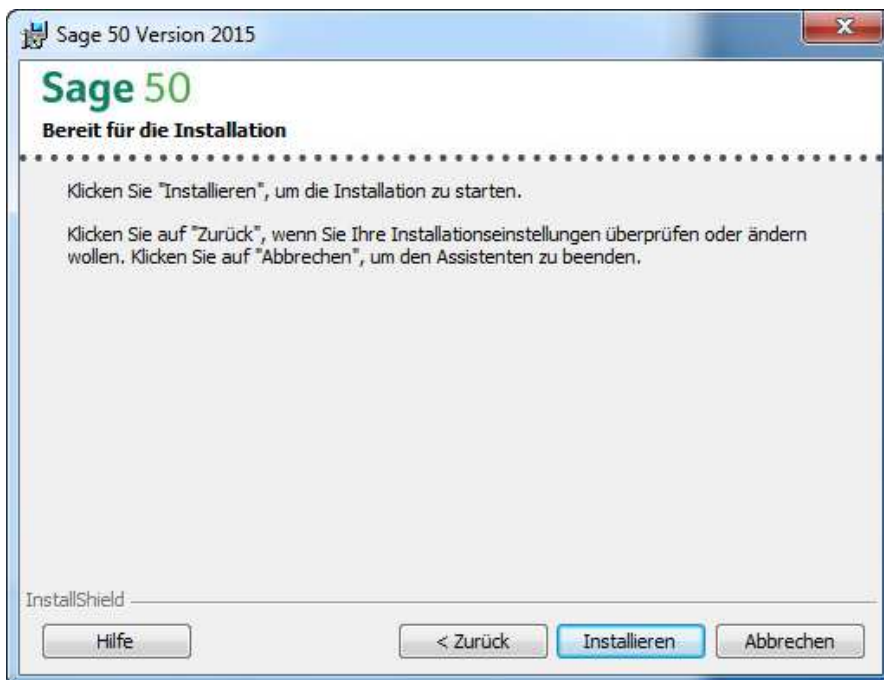 Sage 50 Version 2015
Sage 50
Bereit für die Installation
Klicken Sie "Installieren", um die Installation zu starten.
Klicken Sie auf "Zurück", wenn Sie Ihre Installationseinstellungen überprüfen oder ändern
wollen. Klicken Sie auf "Abbrechen", um den Assistenten zu beenden.
InstallShield
Hilfe
< Zurück
Installieren
Abbrechen